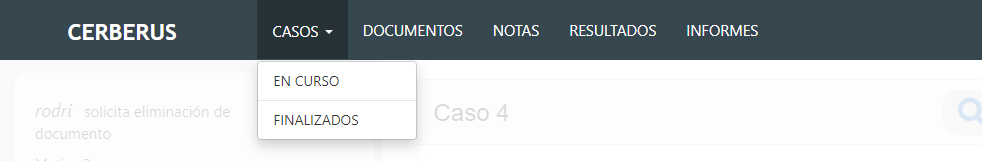 CERBERUS
CASOS
DOCUMENTOS
NOTAS
RESULTADOS
INFORMES
EN CURSO
FINALIZADOS
rodri solicita eliminación de
documento
Caso 4